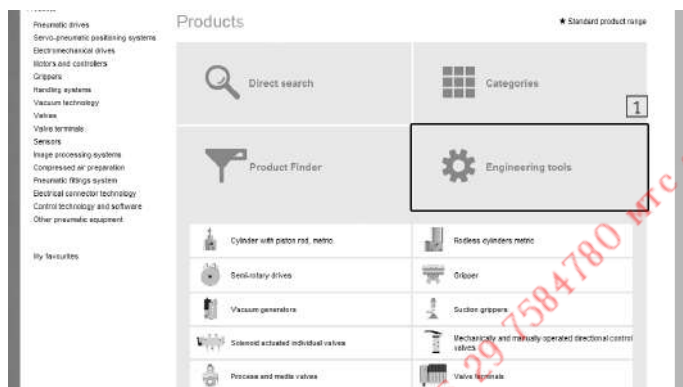 Products
★ Standard product range
Pneumatic drives
Servo-pneumatic positioning systems
Electromechanical drives
Motors and controllers
Grippers
Handling systems
Vacuum technology
Valves
Valve terminals
Sensors
Image processing systems
Compressed air preparation
Pneumatic fittings system
Electrical connector technology
Control technology and software
Other pneumatic equipment
My favourites
Direct search
Categories
1
Product Finder
Engineering tools
Cylinder with piston rod, metric
Rodless cylinders metric
Semi-rotary drives
Gripper
Vacuum generators
Suction grippers
Solenoid actuated individual valves
Mechanically and manually operated directional control
valves
Process and media valves
Valve terminals
29 7584780 мтс